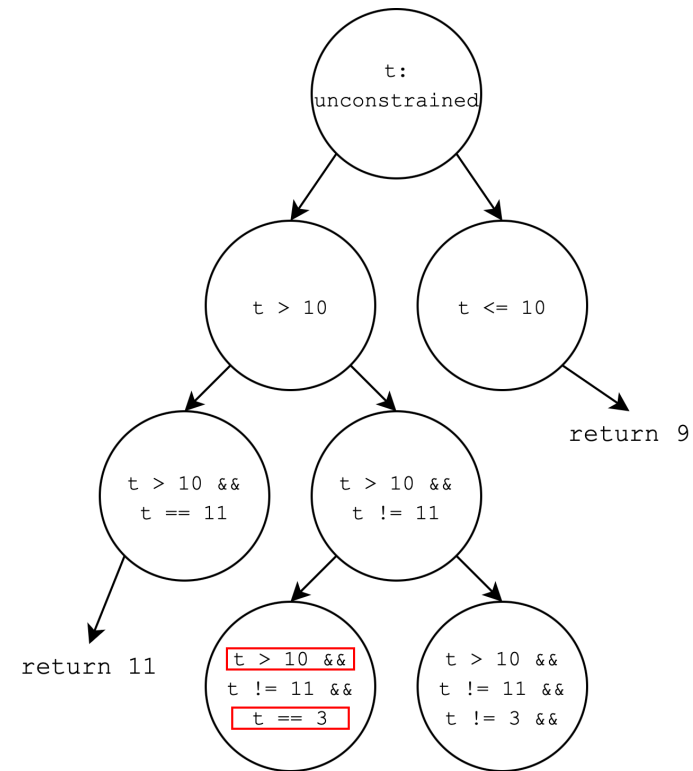 t:
unconstrained
t > 10
t <= 10
return 9
t > 10 &&
t == 11
t > 10 &&
t != 11
return 11
t > 10 &&
t != 11 &&
t == 3
t > 10 &&
t != 11 &&
t != 3 &&